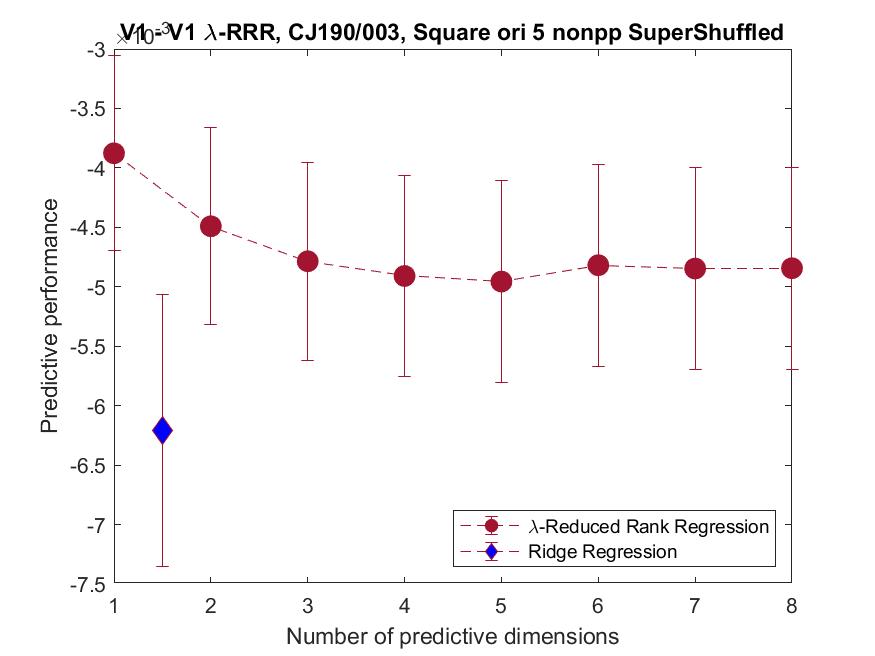 V1 - V1 λ-RRR, CJ190/003, Square ori 5 nonpp SuperShuffled
×10⁻³
-3
-3.5
-4
-4.5
-5
-5.5
-6
-6.5
-7
-7.5
Predictive performance
λ-Reduced Rank Regression
Ridge Regression
1 2 3 4 5 6 7 8
Number of predictive dimensions